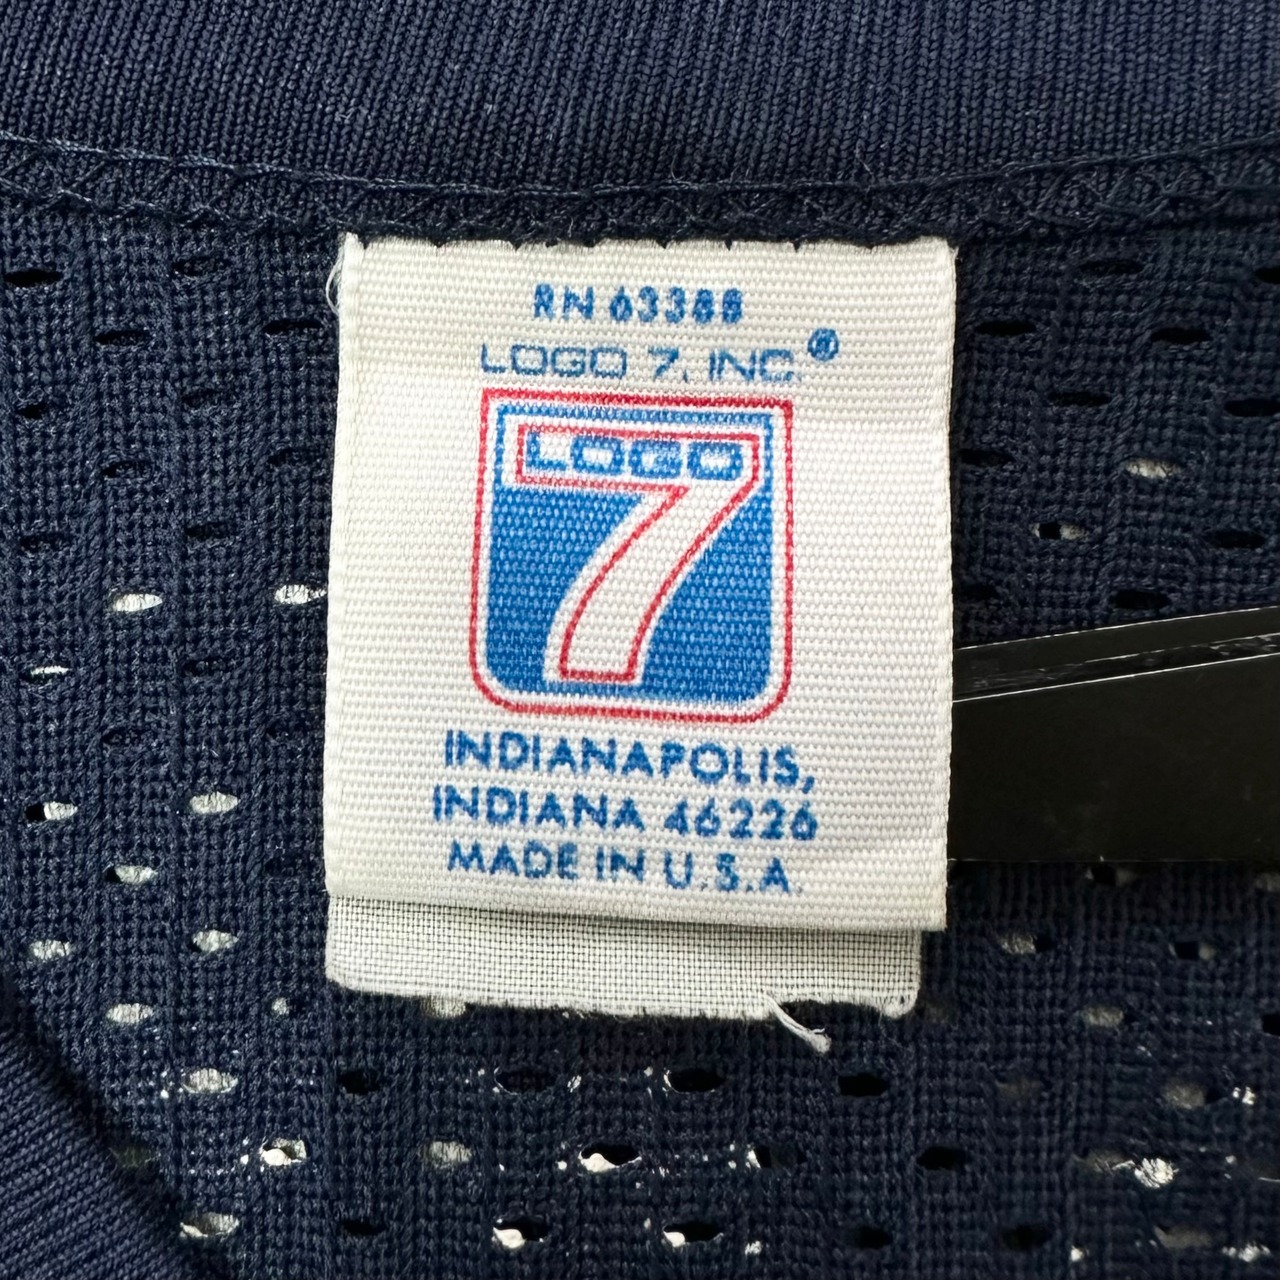 RN 63388
LOGO 7, INC.®
LOGO
7
INDIANAPOLIS,
INDIANA 46226
MADE IN U.S.A.